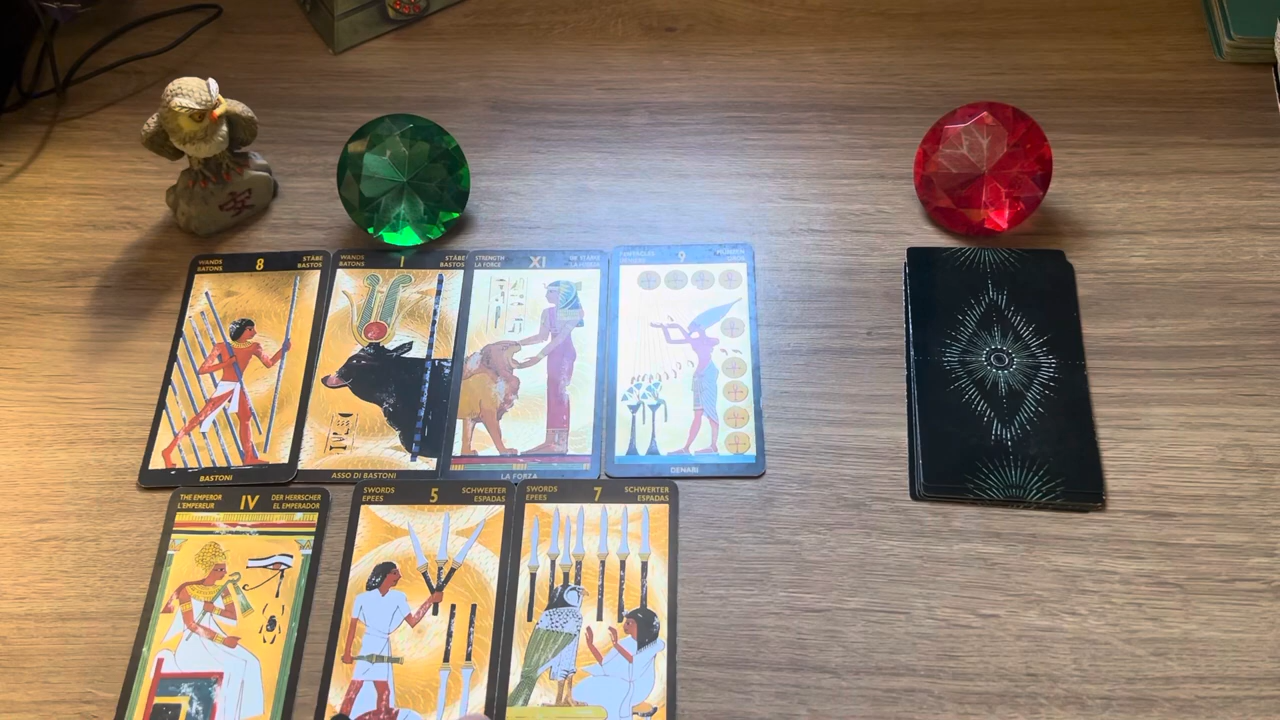 WANDS BATONS 8 STÄBE BASTOS
BASTONI
WANDS BATONS I STÄBE BASTOS
ASSO DI BASTONI
STRENGTH LA FORCE XI
LA FORZA
9
DENARI
THE EMPEROR L'EMPEREUR IV DER HERRSCHER EL EMPERADOR
SWORDS EPEES 5 SCHWERTER ESPADAS
SWORDS EPEES 7 SCHWERTER ESPADAS